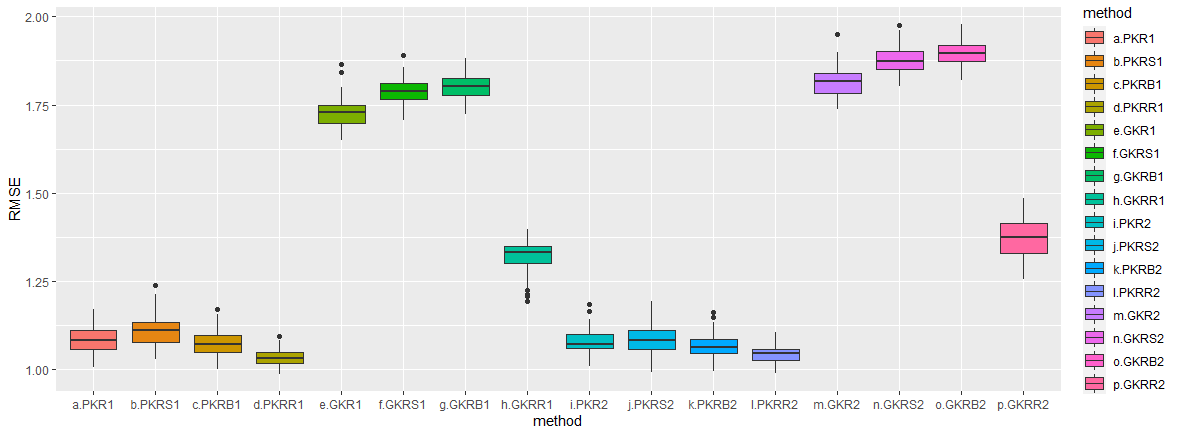 2.00
1.75
1.50
1.25
1.00
RMSE
a.PKR1 b.PKRS1 c.PKRB1 d.PKRR1 e.GKR1 f.GKRS1 g.GKRB1 h.GKRR1 i.PKR2 j.PKRS2 k.PKRB2 l.PKRR2 m.GKR2 n.GKRS2 o.GKRB2 p.GKRR2
method
method
a.PKR1
b.PKRS1
c.PKRB1
d.PKRR1
e.GKR1
f.GKRS1
g.GKRB1
h.GKRR1
i.PKR2
j.PKRS2
k.PKRB2
l.PKRR2
m.GKR2
n.GKRS2
o.GKRB2
p.GKRR2